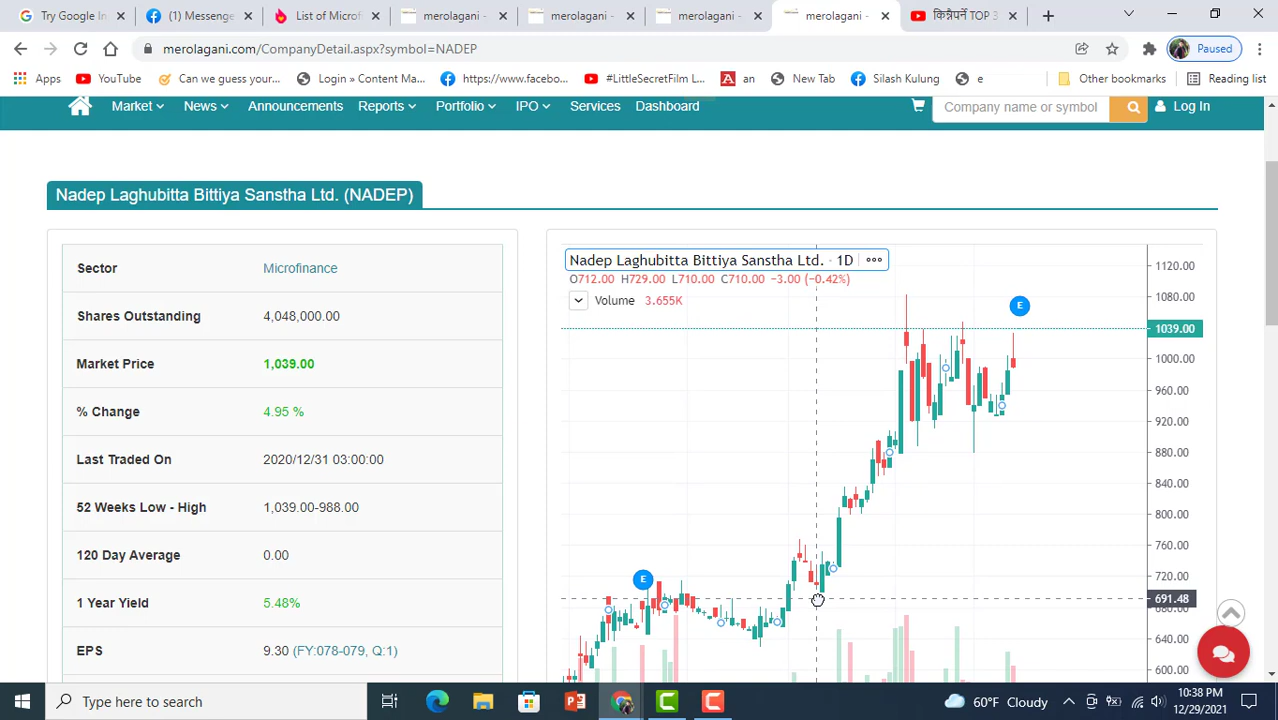 Try Google In
(1) Messenge
List of Microfi
merolagani -
merolagani -
merolagani -
merolagani -
TOP 3
merolagani.com/CompanyDetail.aspx?symbol=NADEP
Paused
Apps
YouTube
Can we guess your...
Login » Content Ma...
https://www.facebo...
#LittleSecretFilm L...
an
New Tab
Silash Kulung
e
Other bookmarks
Reading list
Market
News
Announcements
Reports
Portfolio
IPO
Services
Dashboard
Company name or symbol
Log In
Nadep Laghubitta Bittiya Sanstha Ltd. (NADEP)
Sector Microfinance
Shares Outstanding 4,048,000.00
Market Price 1,039.00
% Change 4.95 %
Last Traded On 2020/12/31 03:00:00
52 Weeks Low - High 1,039.00-988.00
120 Day Average 0.00
1 Year Yield 5.48%
EPS 9.30 (FY:078-079, Q:1)
Nadep Laghubitta Bittiya Sanstha Ltd. · 1D
O712.00 H729.00 L710.00 C710.00 −3.00 (−0.42%)
Volume 3.655K
E
E
1120.00
1080.00
1039.00
1000.00
960.00
920.00
880.00
840.00
800.00
760.00
720.00
691.48
680.00
640.00
600.00
Type here to search
60°F Cloudy
10:38 PM
12/29/2021